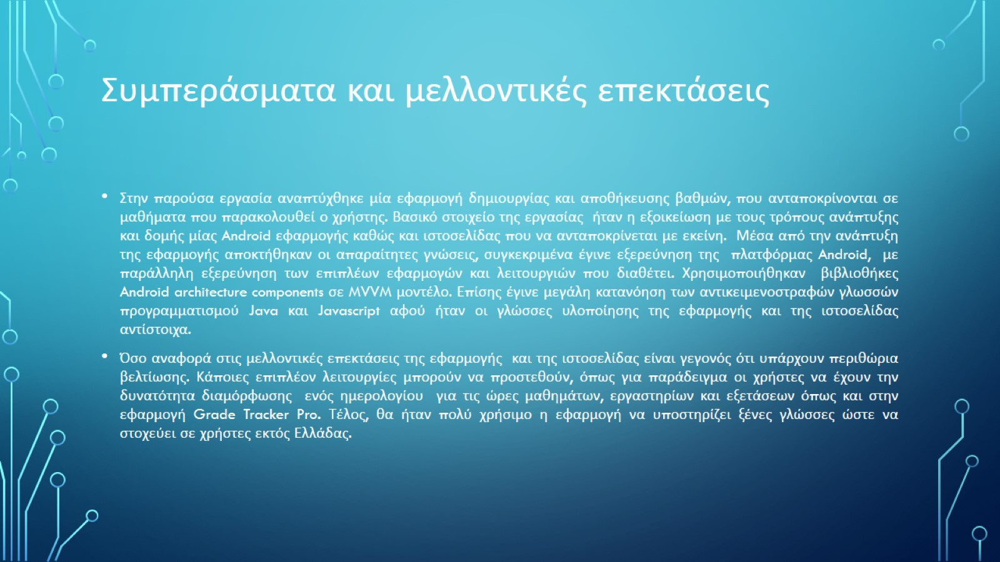 Συμπεράσματα και μελλοντικές επεκτάσεις
• Στην παρούσα εργασία αναπτύχθηκε μία εφαρμογή δημιουργίας και αποθήκευσης βαθμών, που ανταποκρίνονται σε
μαθήματα που παρακολουθεί ο χρήστης. Βασικό στοιχείο της εργασίας ήταν η εξοικείωση με τους τρόπους ανάπτυξης
και δομής μίας Android εφαρμογής καθώς και ιστοσελίδας που να ανταποκρίνεται με εκείνη. Μέσα από την ανάπτυξη
της εφαρμογής αποκτήθηκαν οι απαραίτητες γνώσεις, συγκεκριμένα έγινε εξερεύνηση της πλατφόρμας Android, με
παράλληλη εξερεύνηση των επιπλέων εφαρμογών και λειτουργιών που διαθέτει. Χρησιμοποιήθηκαν βιβλιοθήκες
Android architecture components σε MVVM μοντέλο. Επίσης έγινε μεγάλη κατανόηση των αντικειμενοστραφών γλωσσών
προγραμματισμού Java και Javascript αφού ήταν οι γλώσσες υλοποίησης της εφαρμογής και της ιστοσελίδας
αντίστοιχα.
• Όσο αναφορά στις μελλοντικές επεκτάσεις της εφαρμογής και της ιστοσελίδας είναι γεγονός ότι υπάρχουν περιθώρια
βελτίωσης. Κάποιες επιπλέον λειτουργίες μπορούν να προστεθούν, όπως για παράδειγμα οι χρήστες να έχουν την
δυνατότητα διαμόρφωσης ενός ημερολογίου για τις ώρες μαθημάτων, εργαστηρίων και εξετάσεων όπως και στην
εφαρμογή Grade Tracker Pro. Τέλος, θα ήταν πολύ χρήσιμο η εφαρμογή να υποστηρίζει ξένες γλώσσες ώστε να
στοχεύει σε χρήστες εκτός Ελλάδας.